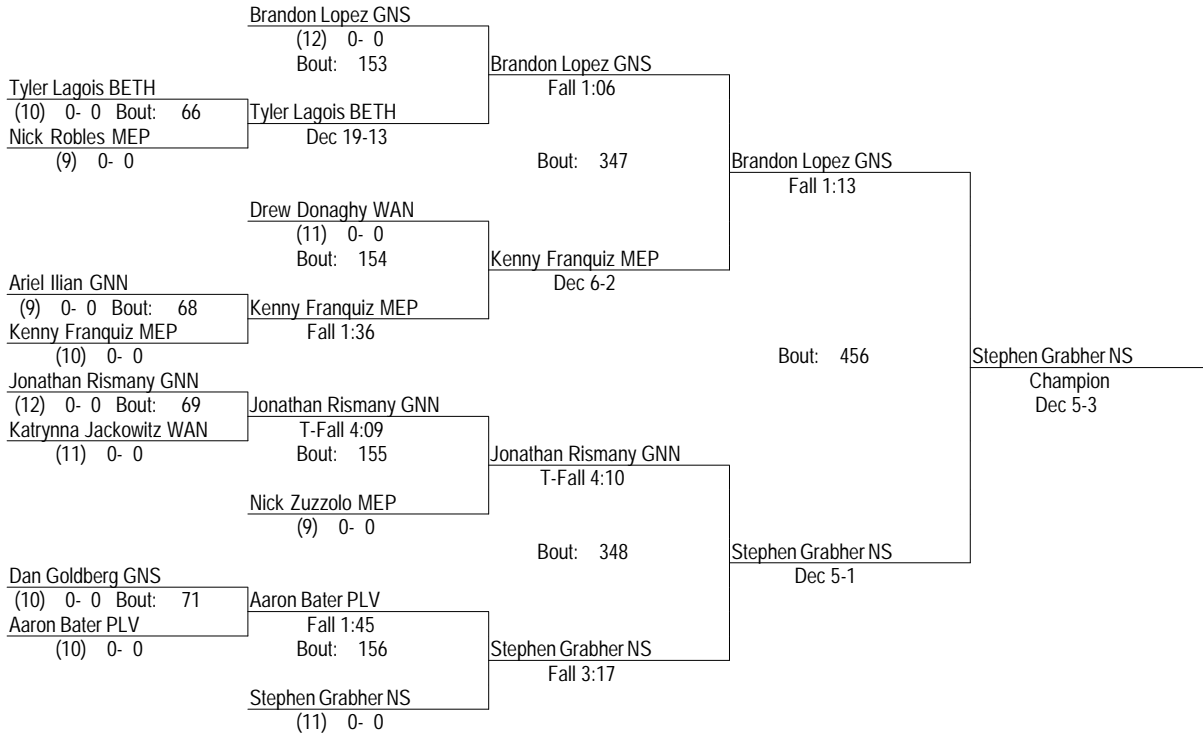 Brandon Lopez GNS
(12) 0- 0
Bout: 153
Brandon Lopez GNS
Fall 1:06
Tyler Lagois BETH
(10) 0- 0 Bout: 66
Tyler Lagois BETH
Nick Robles MEP
Dec 19-13
(9) 0- 0
Bout: 347
Brandon Lopez GNS
Fall 1:13
Drew Donaghy WAN
(11) 0- 0
Bout: 154
Kenny Franquiz MEP
Dec 6-2
Ariel Ilian GNN
(9) 0- 0 Bout: 68
Kenny Franquiz MEP
Kenny Franquiz MEP
Fall 1:36
(10) 0- 0
Bout: 456
Stephen Grabher NS
Champion
Dec 5-3
Jonathan Rismany GNN
(12) 0- 0 Bout: 69
Jonathan Rismany GNN
Katrynna Jackowitz WAN
T-Fall 4:09
(11) 0- 0
Bout: 155
Jonathan Rismany GNN
T-Fall 4:10
Nick Zuzzolo MEP
(9) 0- 0
Bout: 348
Stephen Grabher NS
Dec 5-1
Dan Goldberg GNS
(10) 0- 0 Bout: 71
Aaron Bater PLV
Aaron Bater PLV
Fall 1:45
(10) 0- 0
Bout: 156
Stephen Grabher NS
Fall 3:17
Stephen Grabher NS
(11) 0- 0